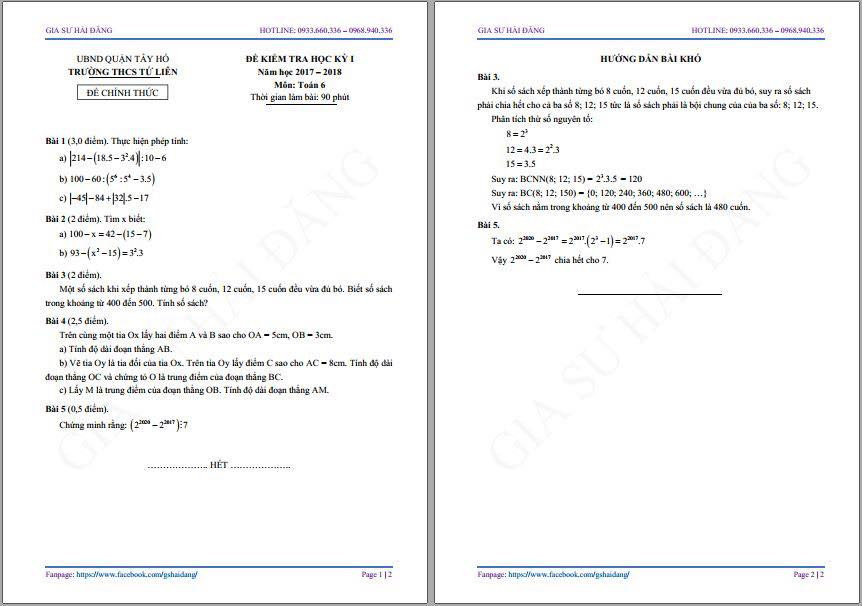 GIA SƯ HẢI ĐĂNG HOTLINE: 0933.660.336 – 0968.940.336
UBND QUẬN TÂY HỒ
TRƯỜNG THCS TỨ LIÊN
ĐỀ CHÍNH THỨC
ĐỀ KIỂM TRA HỌC KỲ I
Năm học 2017 – 2018
Môn: Toán 6
Thời gian làm bài: 90 phút
Bài 1 (3,0 điểm). Thực hiện phép tính:
a) |214 – (18.5 – 3².4)| : 10 – 6
b) 100 – 60 : (5⁶ : 5⁴ – 3.5)
c) |–45| – 84 + |32|.5 – 17
Bài 2 (2 điểm). Tìm x biết:
a) 100 – x = 42 – (15 – 7)
b) 93 – (x² – 15) = 3².3
Bài 3 (2 điểm).
Một số sách khi xếp thành từng bó 8 cuốn, 12 cuốn, 15 cuốn đều vừa đủ bó. Biết số sách
trong khoảng từ 400 đến 500. Tính số sách?
Bài 4 (2,5 điểm).
Trên cùng một tia Ox lấy hai điểm A và B sao cho OA = 5cm, OB = 3cm.
a) Tính độ dài đoạn thẳng AB.
b) Vẽ tia Oy là tia đối của tia Ox. Trên tia Oy lấy điểm C sao cho AC = 8cm. Tính độ dài
đoạn thẳng OC và chứng tỏ O là trung điểm của đoạn thẳng BC.
c) Lấy M là trung điểm của đoạn thẳng OB. Tính độ dài đoạn thẳng AM.
Bài 5 (0,5 điểm).
Chứng minh rằng: (2²⁰²⁰ – 2²⁰¹⁷)⋮7
……………….. HẾT ………………..
GIA SƯ HẢI ĐĂNG
Fanpage: https://www.facebook.com/gshaidang/ Page 1 | 2
GIA SƯ HẢI ĐĂNG HOTLINE: 0933.660.336 – 0968.940.336
HƯỚNG DẪN BÀI KHÓ
Bài 3.
Khi số sách xếp thành từng bó 8 cuốn, 12 cuốn, 15 cuốn đều vừa đủ bó, suy ra số sách
phải chia hết cho cả ba số 8; 12; 15 tức là số sách phải là bội chung của của ba số: 8; 12; 15.
Phân tích thừ số nguyên tố:
8 = 2³
12 = 4.3 = 2².3
15 = 3.5
Suy ra: BCNN(8; 12; 15) = 2³.3.5 = 120
Suy ra: BC(8; 12; 150) = {0; 120; 240; 360; 480; 600; …}
Vì số sách nằm trong khoảng từ 400 đến 500 nên số sách là 480 cuốn.
Bài 5.
Ta có: 2²⁰²⁰ – 2²⁰¹⁷ = 2²⁰¹⁷.(2³ – 1) = 2²⁰¹⁷.7
Vậy 2²⁰²⁰ – 2²⁰¹⁷ chia hết cho 7.
GIA SƯ HẢI ĐĂNG
Fanpage: https://www.facebook.com/gshaidang/ Page 2 | 2